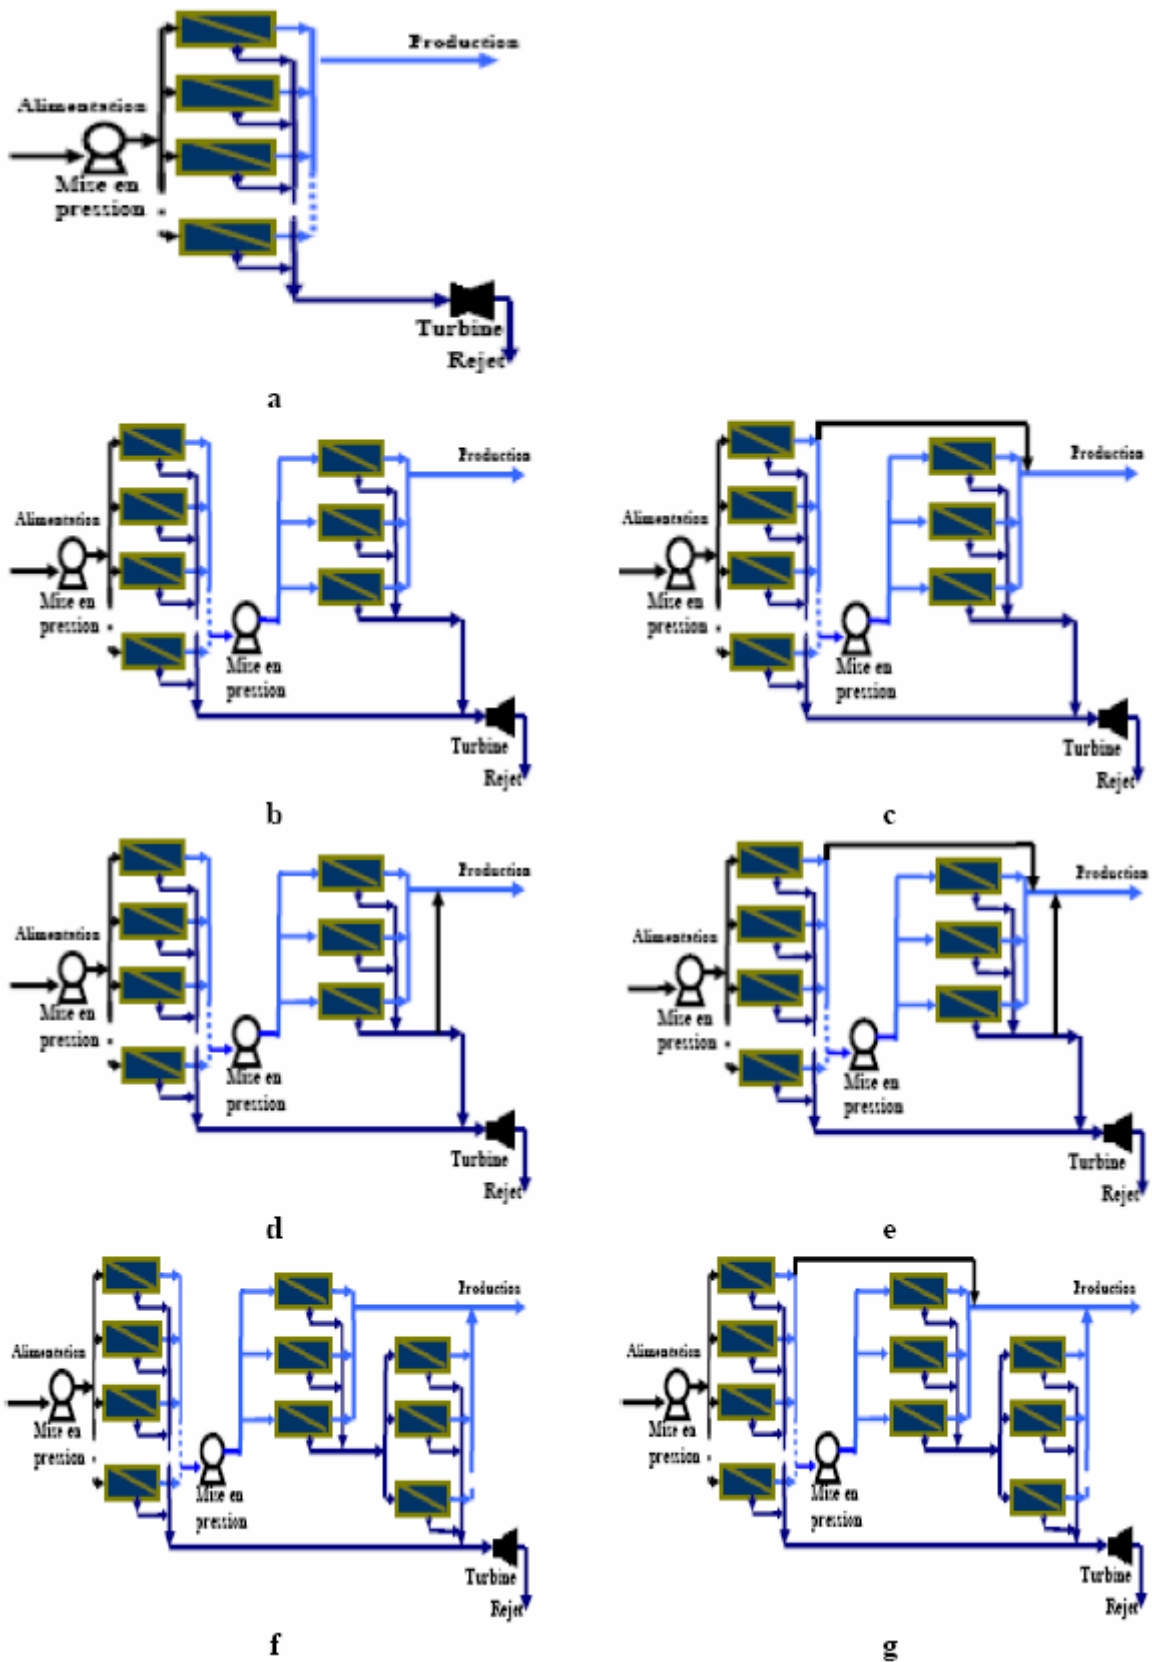 Production
Alimentation
Mise en
pression
Turbine
Rejet
a
Production
Alimentation
Mise en
pression
Mise en
pression
Turbine
Rejet
b
Production
Alimentation
Mise en
pression
Mise en
pression
Turbine
Rejet
c
Production
Alimentation
Mise en
pression
Mise en
pression
Turbine
Rejet
d
Production
Alimentation
Mise en
pression
Mise en
pression
Turbine
Rejet
e
Production
Alimentation
Mise en
pression
Mise en
pression
Turbine
Rejet
f
Production
Alimentation
Mise en
pression
Mise en
pression
Turbine
Rejet
g